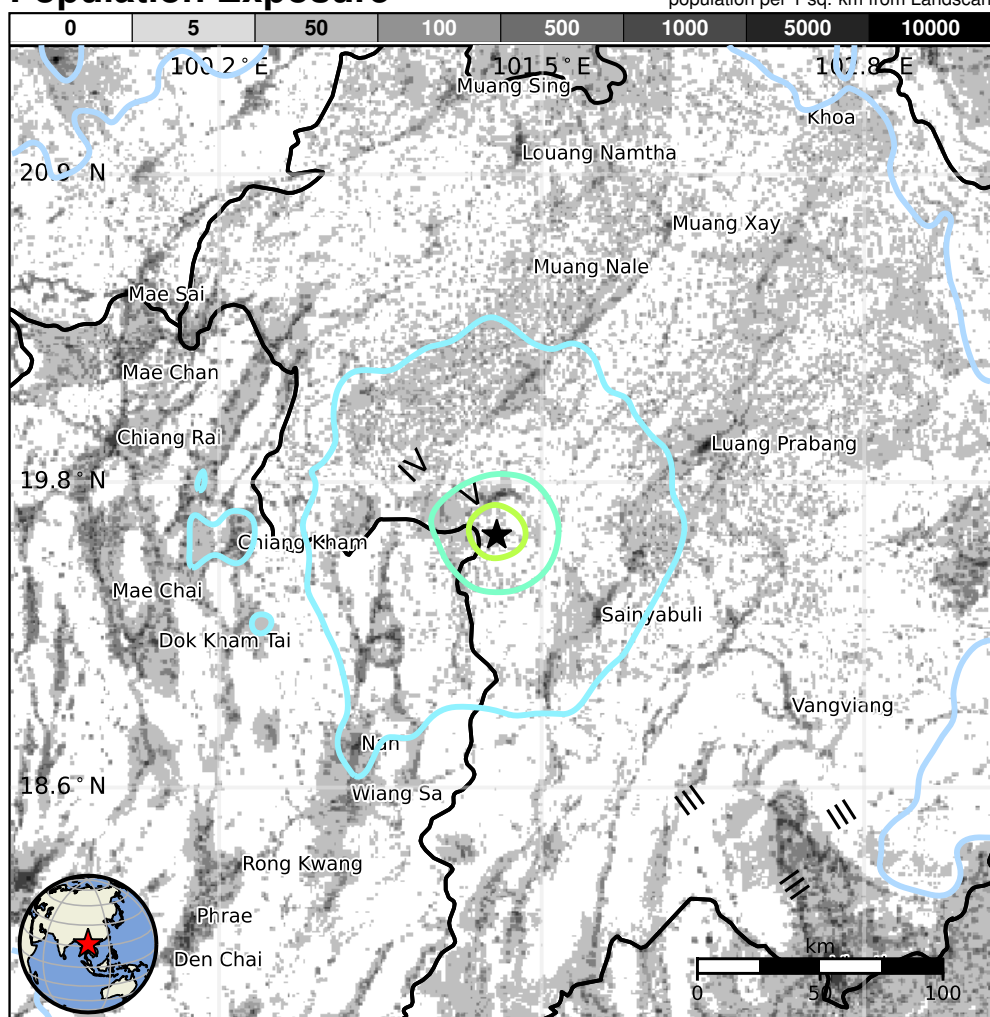 Population Exposure
population per 1 sq. km from Landscan
0 5 50 100 500 1000 5000 10000
100.2°E 101.5°E
Muang Sing
Khoa
Louang Namtha
20.9°N
Muang Xay
Muang Nale
Mae Sai
Mae Chan
Chiang Rai
Luang Prabang
IV
19.8°N
V
Chiang Kham
Mae Chai
Sainyabuli
Dok Kham Tai
Vangviang
Nan
18.6°N
Wiang Sa
III
III
Rong Kwang
III
Phrae
Den Chai
km
0 50 100